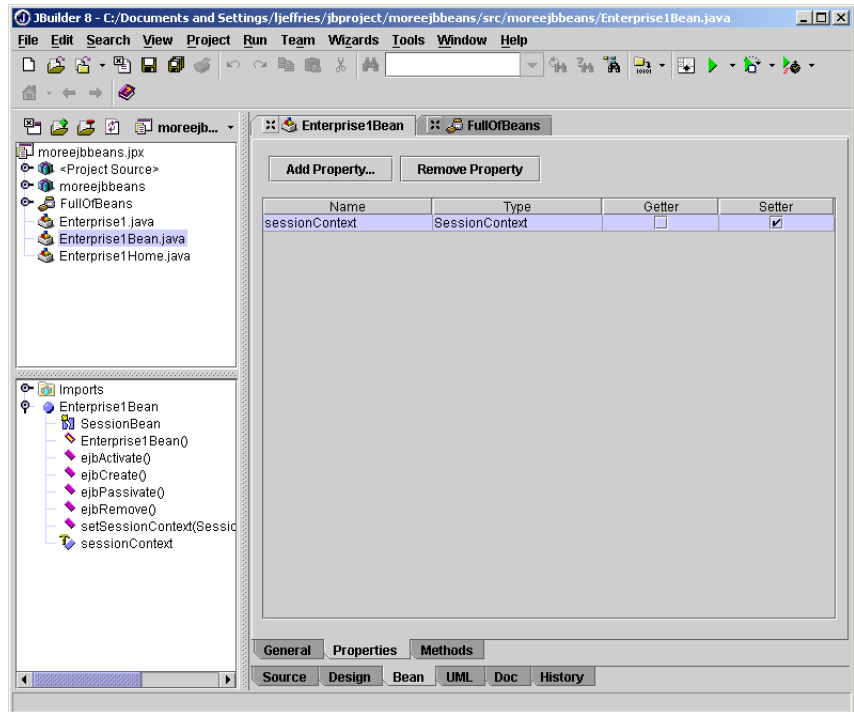 JBuilder 8 - C:/Documents and Settings/ljeffries/jbproject/moreejbbeans/src/moreejbbeans/Enterprise1Bean.java
File Edit Search View Project Run Team Wizards Tools Window Help
moreejb...
Enterprise1Bean FullOfBeans
moreejbbeans.jpx
<Project Source>
moreejbbeans
FullOfBeans
Enterprise1.java
Enterprise1Bean.java
Enterprise1Home.java
Add Property... Remove Property
Name Type Getter Setter
sessionContext SessionContext
Imports
Enterprise1Bean
SessionBean
Enterprise1Bean()
ejbActivate()
ejbCreate()
ejbPassivate()
ejbRemove()
setSessionContext(Sessic
sessionContext
General Properties Methods
Source Design Bean UML Doc History